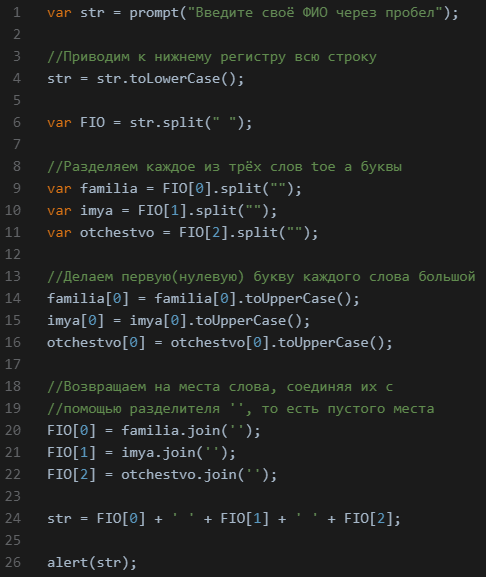 1 var str = prompt("Введите своё ФИО через пробел");
2
3 //Приводим к нижнему регистру всю строку
4 str = str.toLowerCase();
5
6 var FIO = str.split(" ");
7
8 //Разделяем каждое из трёх слов toe а буквы
9 var familia = FIO[0].split("");
10 var imya = FIO[1].split("");
11 var otchestvo = FIO[2].split("");
12
13 //Делаем первую(нулевую) букву каждого слова большой
14 familia[0] = familia[0].toUpperCase();
15 imya[0] = imya[0].toUpperCase();
16 otchestvo[0] = otchestvo[0].toUpperCase();
17
18 //Возвращаем на места слова, соединяя их с
19 //помощью разделителя '', то есть пустого места
20 FIO[0] = familia.join('');
21 FIO[1] = imya.join('');
22 FIO[2] = otchestvo.join('');
23
24 str = FIO[0] + ' ' + FIO[1] + ' ' + FIO[2];
25
26 alert(str);